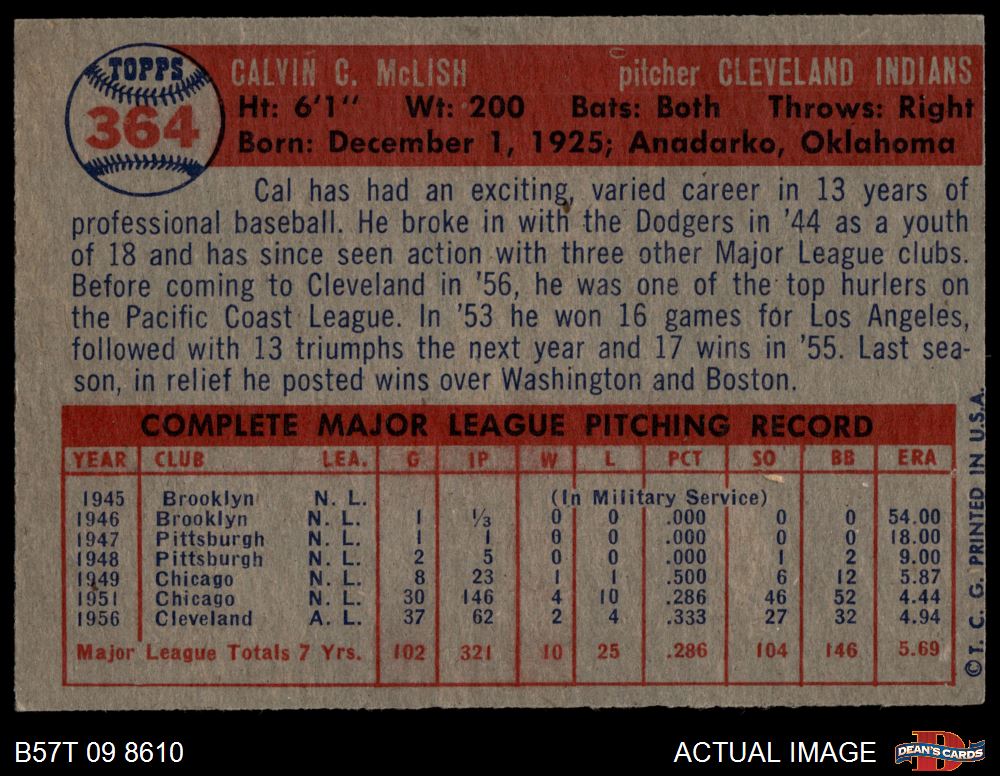 TOPPS
364
CALVIN C. McLISH pitcher CLEVELAND INDIANS
Ht: 6'1" Wt: 200 Bats: Both Throws: Right
Born: December 1, 1925; Anadarko, Oklahoma
Cal has had an exciting, varied career in 13 years of
professional baseball. He broke in with the Dodgers in '44 as a youth
of 18 and has since seen action with three other Major League clubs.
Before coming to Cleveland in '56, he was one of the top hurlers on
the Pacific Coast League. In '53 he won 16 games for Los Angeles,
followed with 13 triumphs the next year and 17 wins in '55. Last sea-
son, in relief he posted wins over Washington and Boston.
COMPLETE MAJOR LEAGUE PITCHING RECORD
YEAR CLUB LEA. G IP W L PCT SO BB ERA
1945 Brooklyn N. L. (In Military Service)
1946 Brooklyn N. L. 1 1/3 0 0 .000 0 0 54.00
1947 Pittsburgh N. L. 1 1 0 0 .000 0 0 18.00
1948 Pittsburgh N. L. 2 5 0 0 .000 1 2 9.00
1949 Chicago N. L. 8 23 1 1 .500 6 12 5.87
1951 Chicago N. L. 30 146 4 10 .286 46 52 4.44
1956 Cleveland A. L. 37 62 2 4 .333 27 32 4.94
Major League Totals 7 Yrs. 102 321 10 25 .286 104 146 5.69
©T. C. G. PRINTED IN U.S.A.
B57T 09 8610 ACTUAL IMAGE DEAN'S CARDS